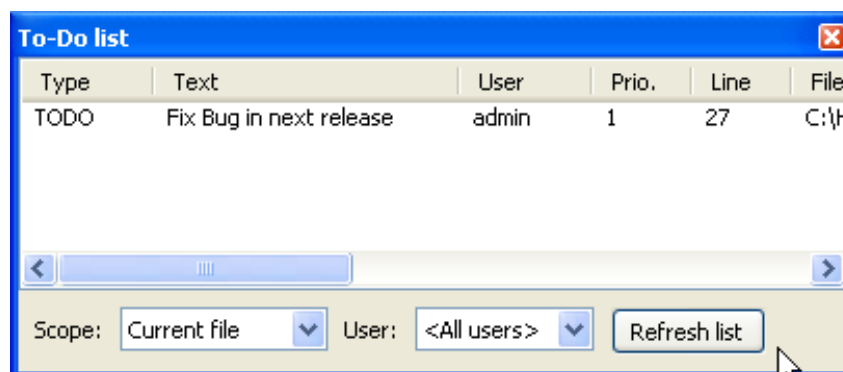 To-Do list
Type Text User Prio. Line File
TODO Fix Bug in next release admin 1 27 C:\H
Scope: Current file User: <All users> Refresh list